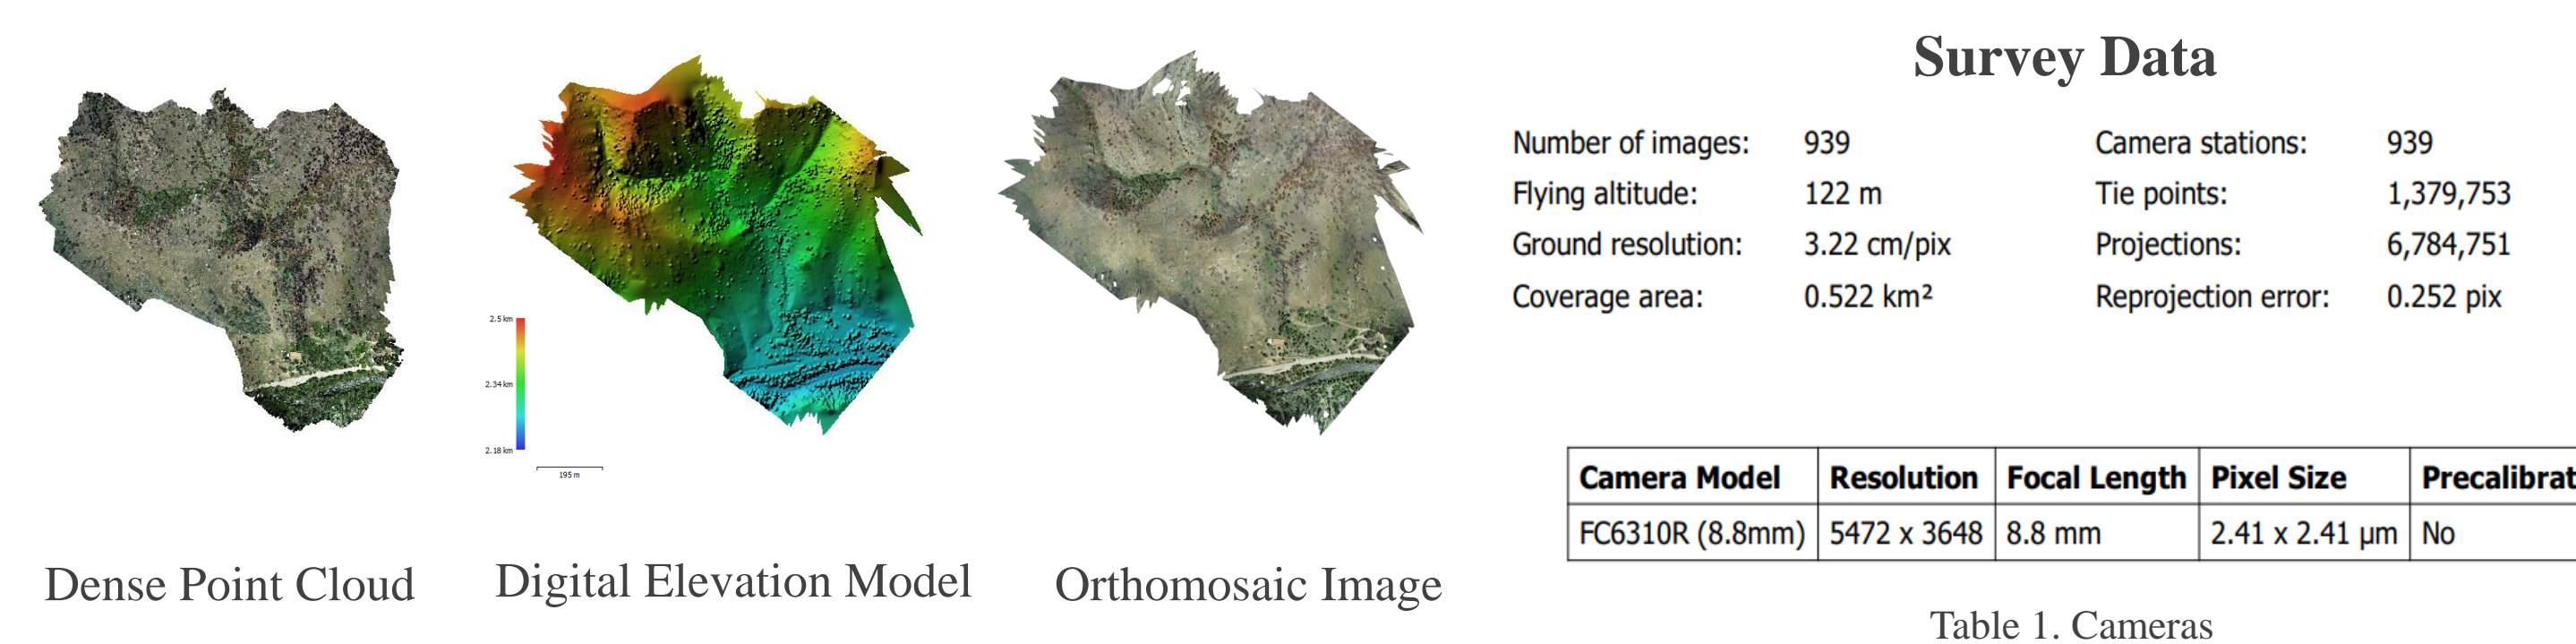 Survey Data
Number of images: 939 Camera stations: 939
Flying altitude: 122 m Tie points: 1,379,753
Ground resolution: 3.22 cm/pix Projections: 6,784,751
Coverage area: 0.522 km² Reprojection error: 0.252 pix
2.5 km
2.34 km
2.18 km
195 m
Camera Model Resolution Focal Length Pixel Size Precalibrat
FC6310R (8.8mm) 5472 x 3648 8.8 mm 2.41 x 2.41 µm No
Dense Point Cloud
Digital Elevation Model
Orthomosaic Image
Table 1. Cameras